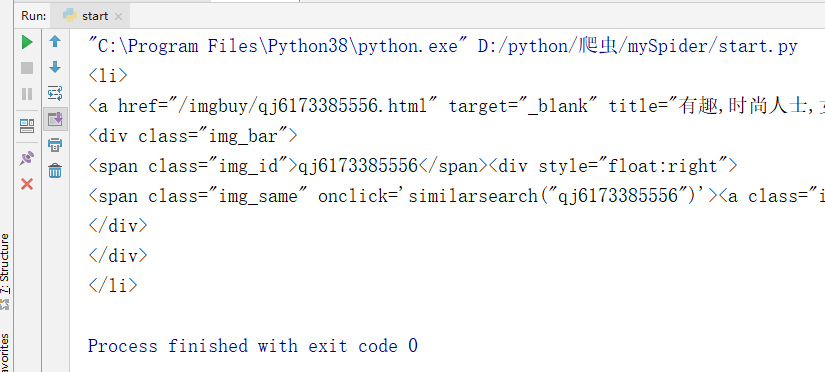 Run: start
"C:\Program Files\Python38\python.exe" D:/python/爬虫/mySpider/start.py
<li>
<a href="/imgbuy/qj6173385556.html" target="_blank" title="有趣,时尚人士,
<div class="img_bar">
<span class="img_id">qj6173385556</span><div style="float:right">
<span class="img_same" onclick='similarsearch("qj6173385556")'><a class="i
</div>
</div>
</li>
Process finished with exit code 0
7: Structure
avorites